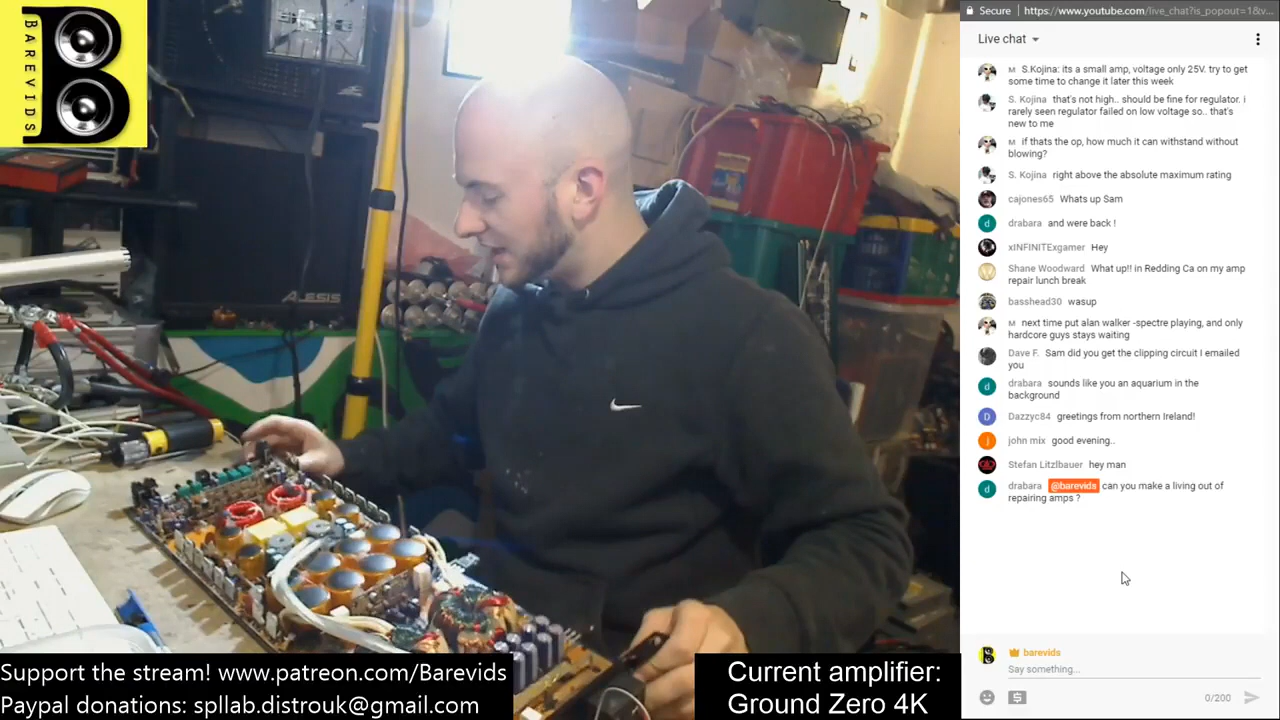 BAREVIDS
B
ALESIS
Secure
https://www.youtube.com/live_chat?is_popout=1&v...
Live chat
M S.Kojina: its a small amp, voltage only 25V. try to get
some time to change it later this week
S. Kojina that's not high.. should be fine for regulator. i
rarely seen regulator failed on low voltage so.. that's
new to me
M if thats the op, how much it can withstand without
blowing?
S. Kojina right above the absolute maximum rating
cajones65 Whats up Sam
drabara and were back !
xINFINITExgamer Hey
Shane Woodward What up!! in Redding Ca on my amp
repair lunch break
basshead30 wasup
M next time put alan walker -spectre playing, and only
hardcore guys stays waiting
Dave F. Sam did you get the clipping circuit I emailed
you
d drabara sounds like you an aquarium in the
background
D Dazzyc84 greetings from northern Ireland!
j john mix good evening..
Stefan Litzlbauer hey man
d drabara @barevids can you make a living out of
repairing amps ?
barevids
Say something...
0/200
Support the stream! www.patreon.com/Barevids
Paypal donations: spllab.distrouk@gmail.com
Current amplifier:
Ground Zero 4K